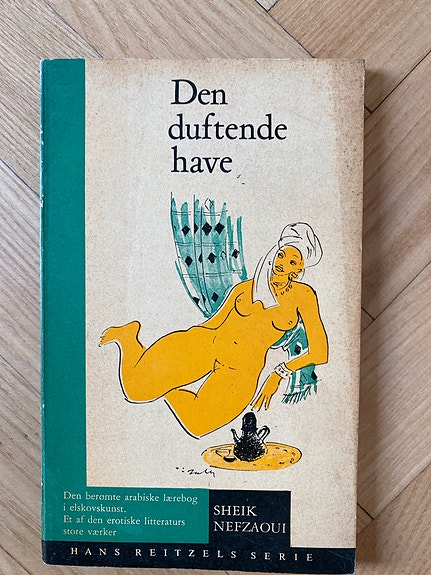 Den
duftende
have
Den berømte arabiske lærebog
i elskovskunst.
Et af den erotiske litteraturs
store værker
SHEIK
NEFZAOUI
HANS REITZELS SERIE